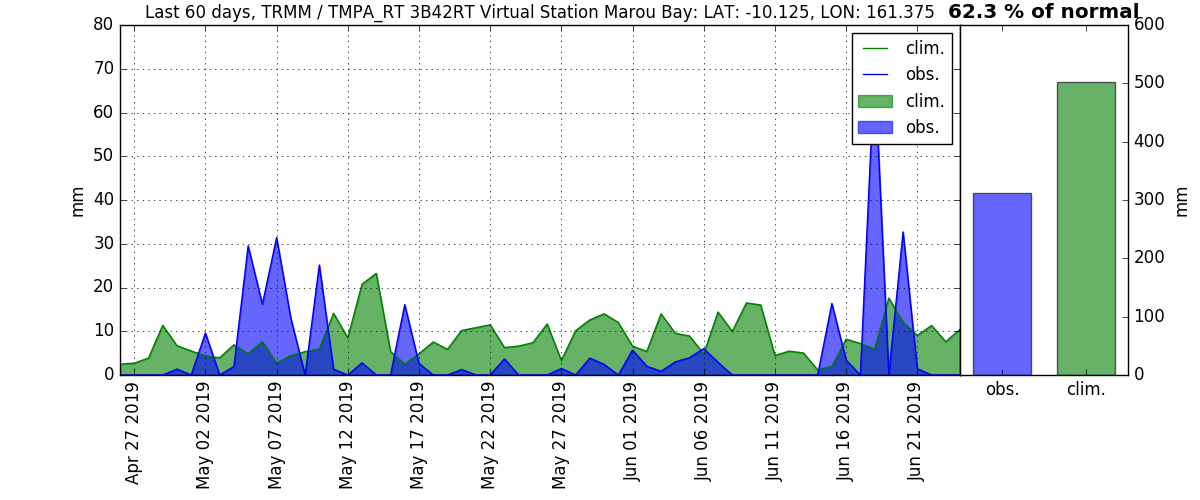 Last 60 days, TRMM / TMPA_RT 3B42RT Virtual Station Marou Bay: LAT: -10.125, LON: 161.375 62.3 % of normal
80
70
60
50
40
30
20
10
0
mm
clim.
obs.
clim.
obs.
600
500
400
300
200
100
0
mm
Apr 27 2019
May 02 2019
May 07 2019
May 12 2019
May 17 2019
May 22 2019
May 27 2019
Jun 01 2019
Jun 06 2019
Jun 11 2019
Jun 16 2019
Jun 21 2019
obs. clim.